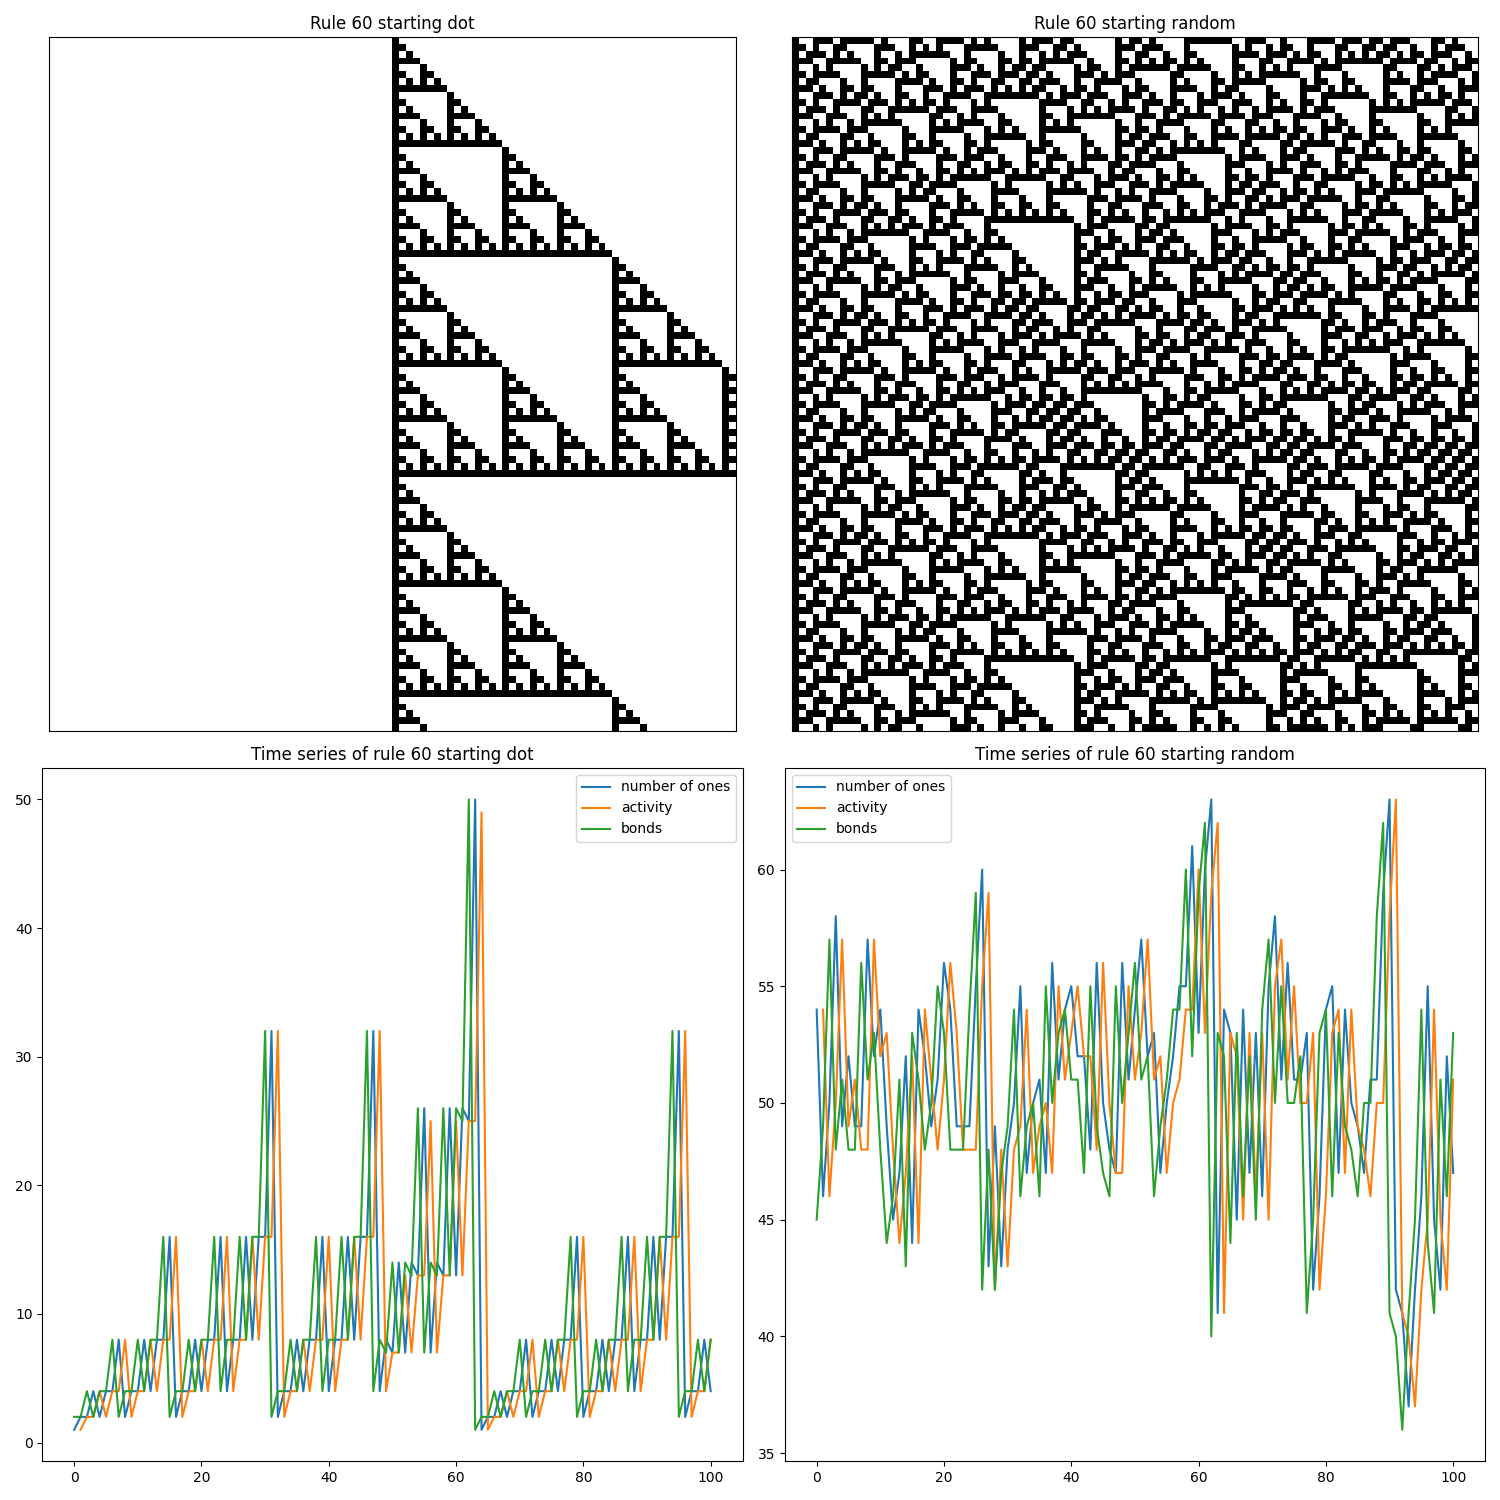 Rule 60 starting dot
Rule 60 starting random
Time series of rule 60 starting dot
50
40
30
20
10
0
0 20 40 60 80 100
number of ones
activity
bonds
Time series of rule 60 starting random
60
55
50
45
40
35
0 20 40 60 80 100
number of ones
activity
bonds